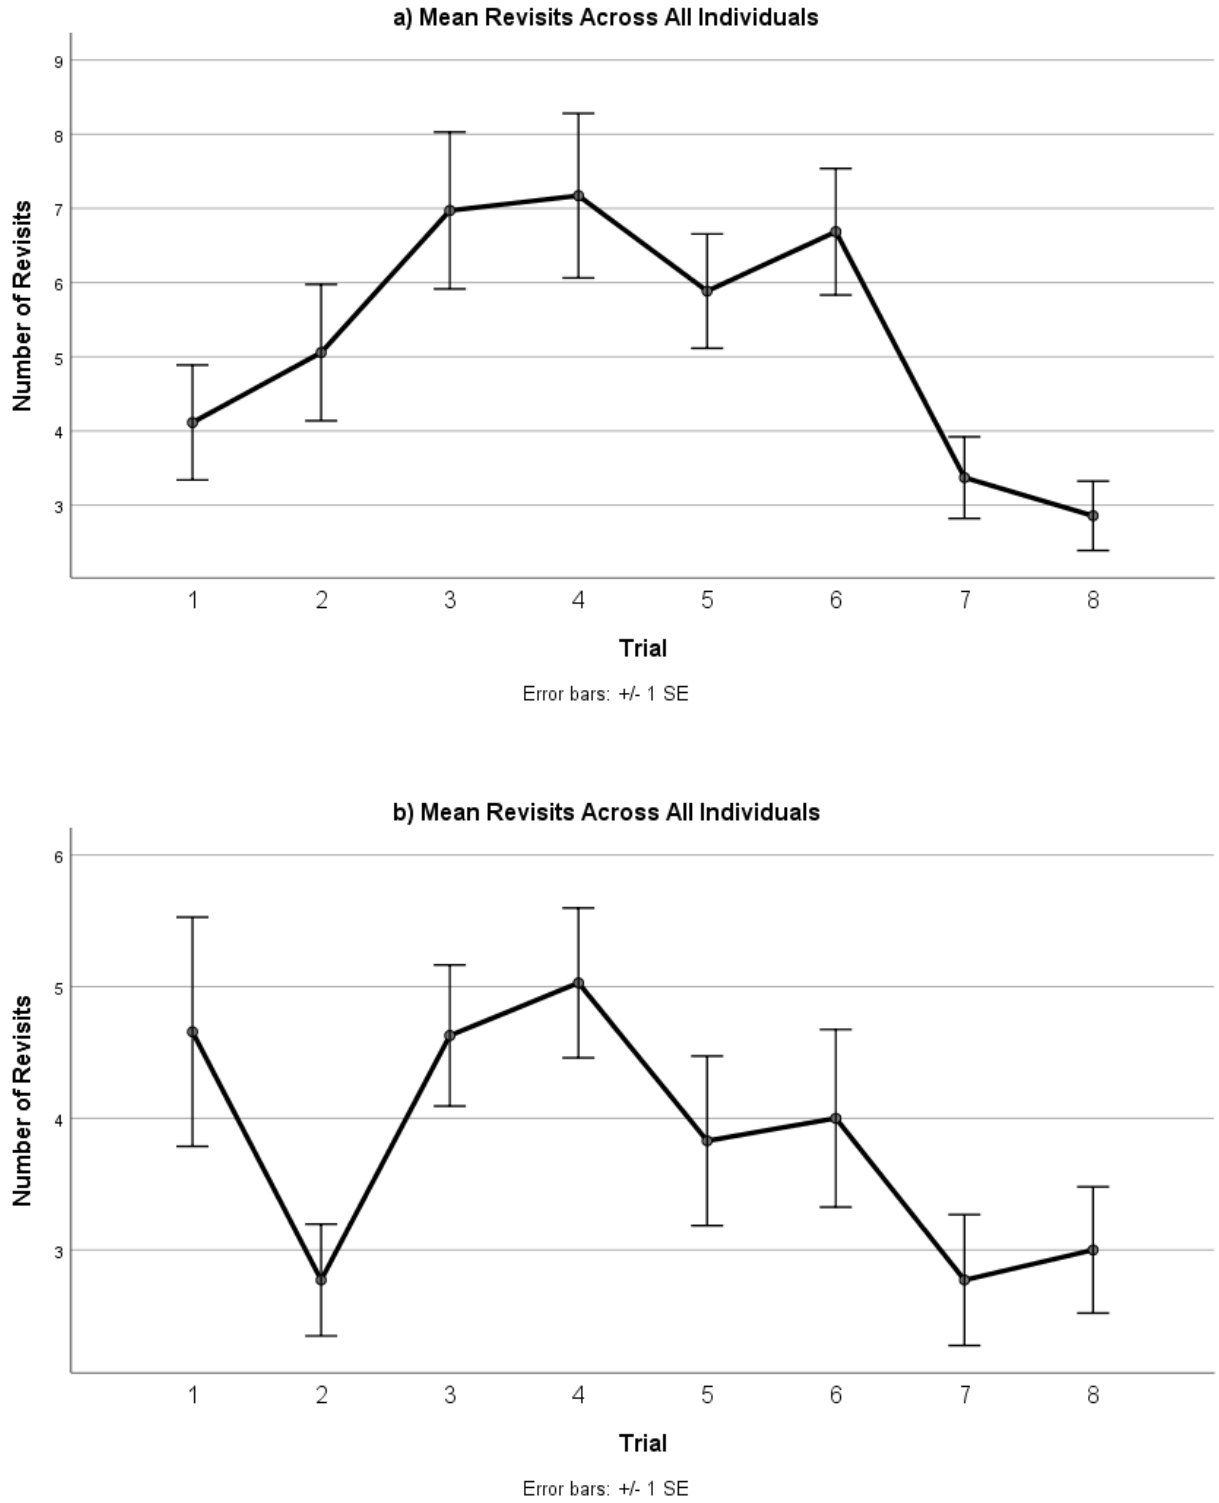 a) Mean Revisits Across All Individuals
9
8
7
6
5
4
3
Number of Revisits
1 2 3 4 5 6 7 8
Trial
Error bars: +/- 1 SE
b) Mean Revisits Across All Individuals
6
5
4
3
Number of Revisits
1 2 3 4 5 6 7 8
Trial
Error bars: +/- 1 SE